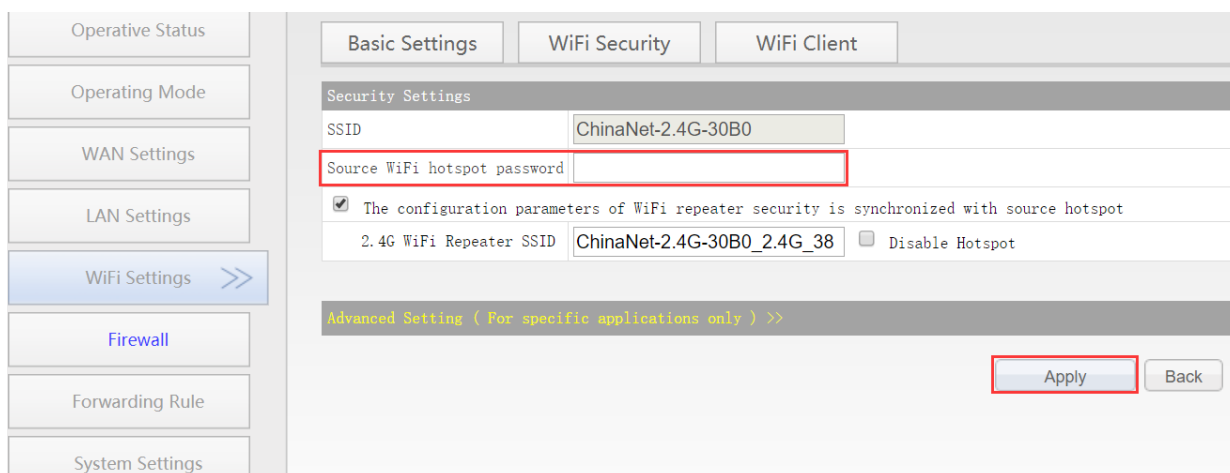 Operative Status
Operating Mode
WAN Settings
LAN Settings
WiFi Settings >>
Firewall
Forwarding Rule
System Settings
Basic Settings WiFi Security WiFi Client
Security Settings
SSID ChinaNet-2.4G-30B0
Source WiFi hotspot password
The configuration parameters of WiFi repeater security is synchronized with source hotspot
2.4G WiFi Repeater SSID ChinaNet-2.4G-30B0_2.4G_38 Disable Hotspot
Advanced Setting ( For specific applications only ) >>
Apply Back